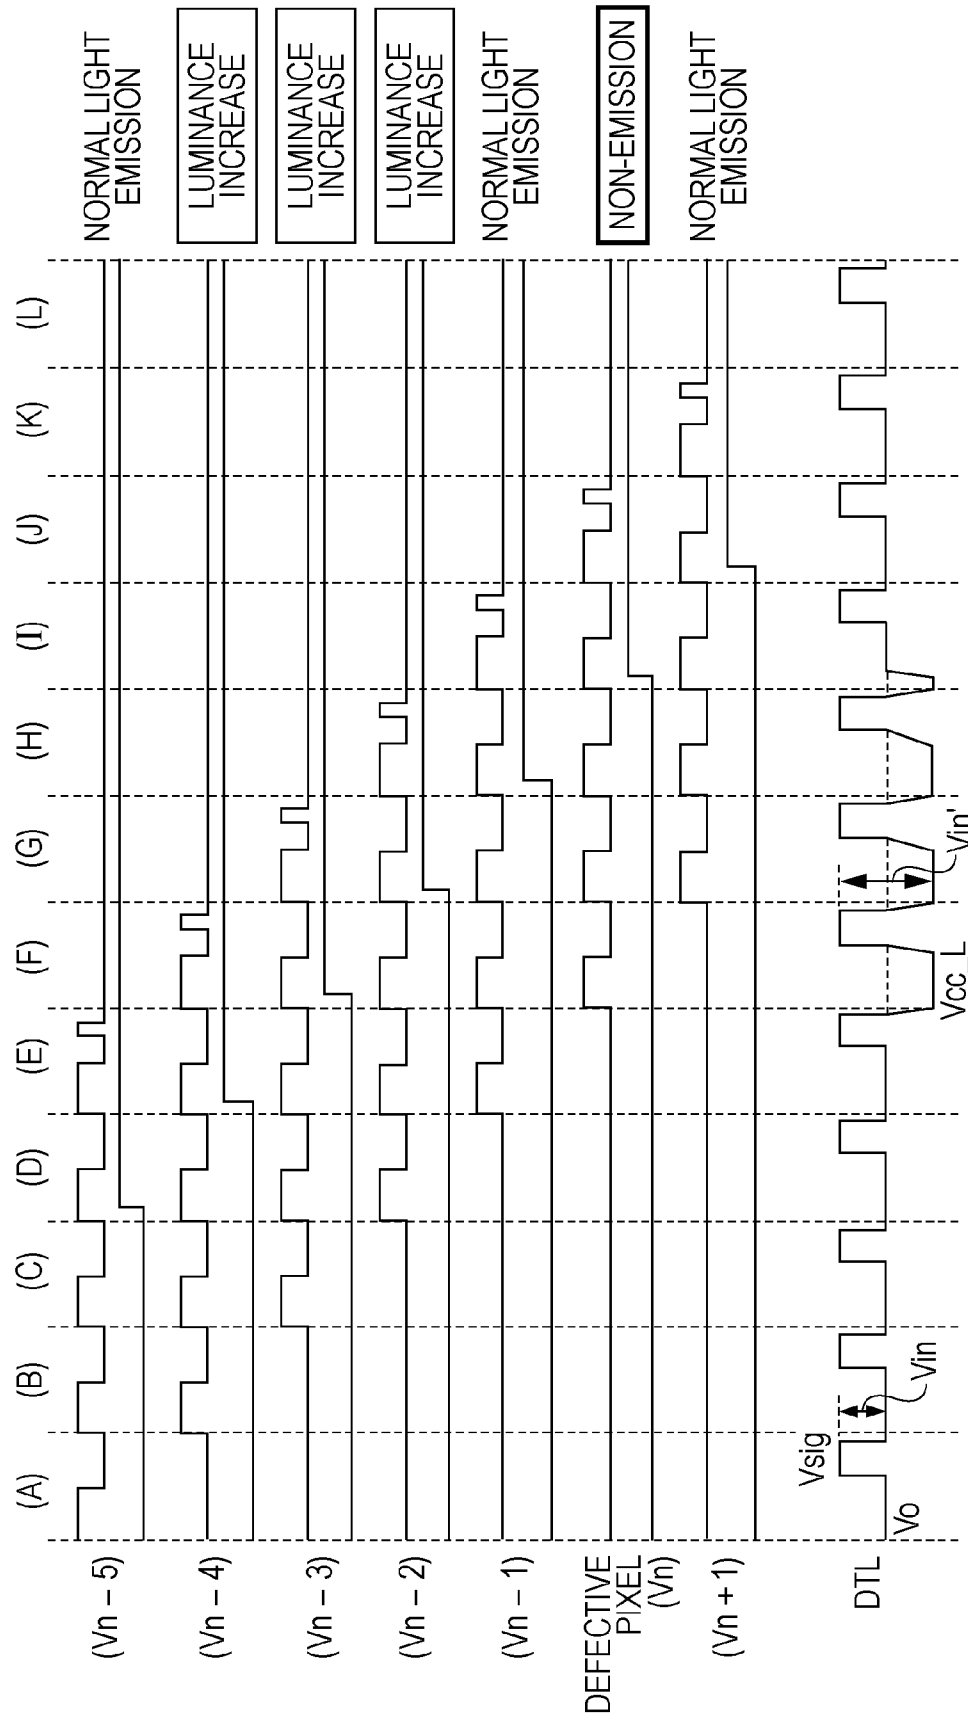 (A)
(B)
(C)
(D)
(E)
(F)
(G)
(H)
(I)
(J)
(K)
(L)
(Vn – 5)
NORMAL LIGHT
EMISSION
(Vn – 4)
LUMINANCE
INCREASE
(Vn – 3)
LUMINANCE
INCREASE
(Vn – 2)
LUMINANCE
INCREASE
(Vn – 1)
NORMAL LIGHT
EMISSION
DEFECTIVE
PIXEL
(Vn)
NON-EMISSION
(Vn + 1)
NORMAL LIGHT
EMISSION
DTL
Vsig
Vo
Vin
Vcc_L
Vin'